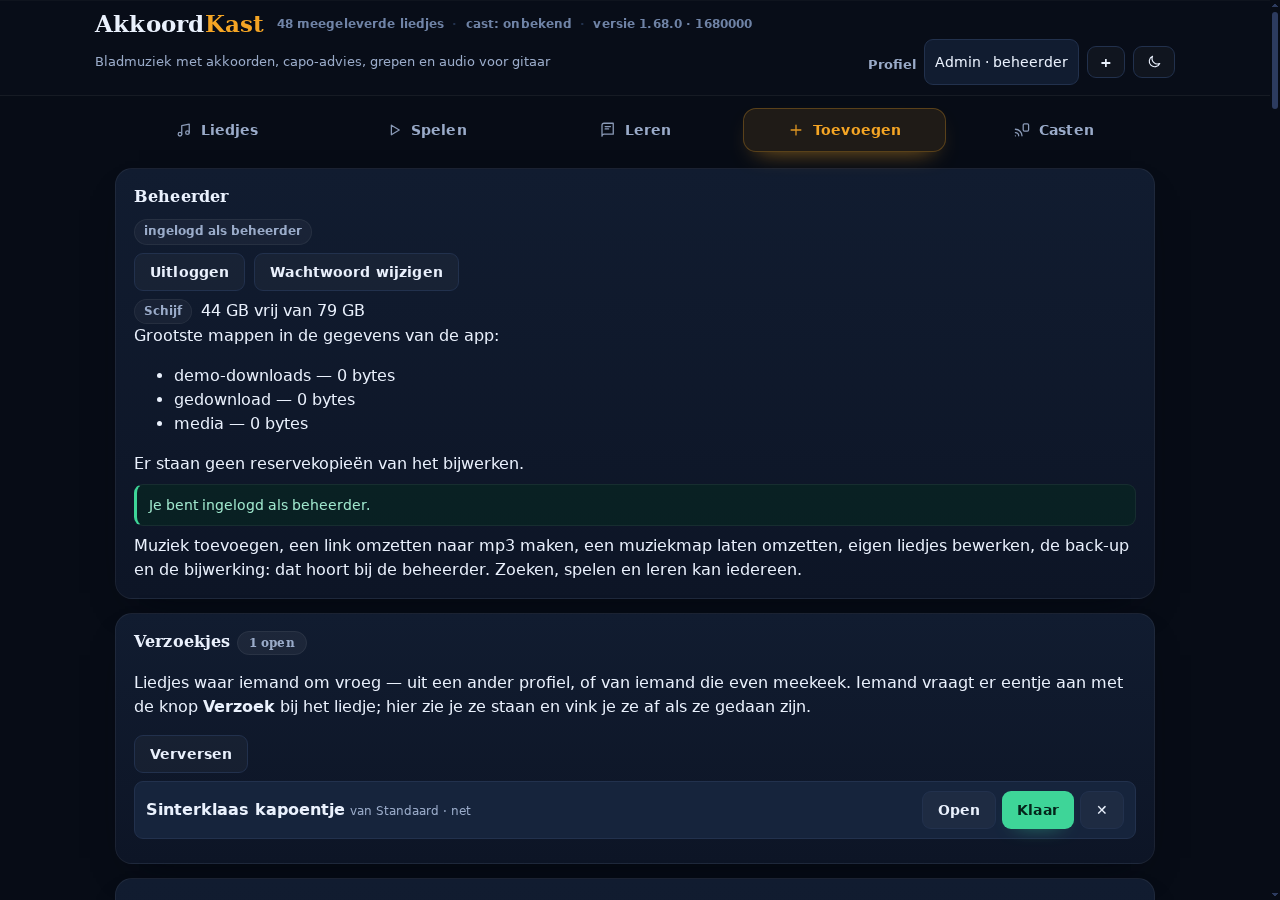 AkkoordKast 48 meegeleverde liedjes · cast: onbekend · versie 1.68.0 · 1680000
Bladmuziek met akkoorden, capo-advies, grepen en audio voor gitaar
Profiel Admin · beheerder +
Liedjes Spelen Leren Toevoegen Casten
Beheerder
ingelogd als beheerder
Uitloggen Wachtwoord wijzigen
Schijf 44 GB vrij van 79 GB
Grootste mappen in de gegevens van de app:
• demo-downloads — 0 bytes
• gedownload — 0 bytes
• media — 0 bytes
Er staan geen reservekopieën van het bijwerken.
Je bent ingelogd als beheerder.
Muziek toevoegen, een link omzetten naar mp3 maken, een muziekmap laten omzetten, eigen liedjes bewerken, de back-up
en de bijwerking: dat hoort bij de beheerder. Zoeken, spelen en leren kan iedereen.
Verzoekjes 1 open
Liedjes waar iemand om vroeg — uit een ander profiel, of van iemand die even meekeek. Iemand vraagt er eentje aan met
de knop Verzoek bij het liedje; hier zie je ze staan en vink je ze af als ze gedaan zijn.
Verversen
Sinterklaas kapoentje van Standaard · net Open Klaar ✕